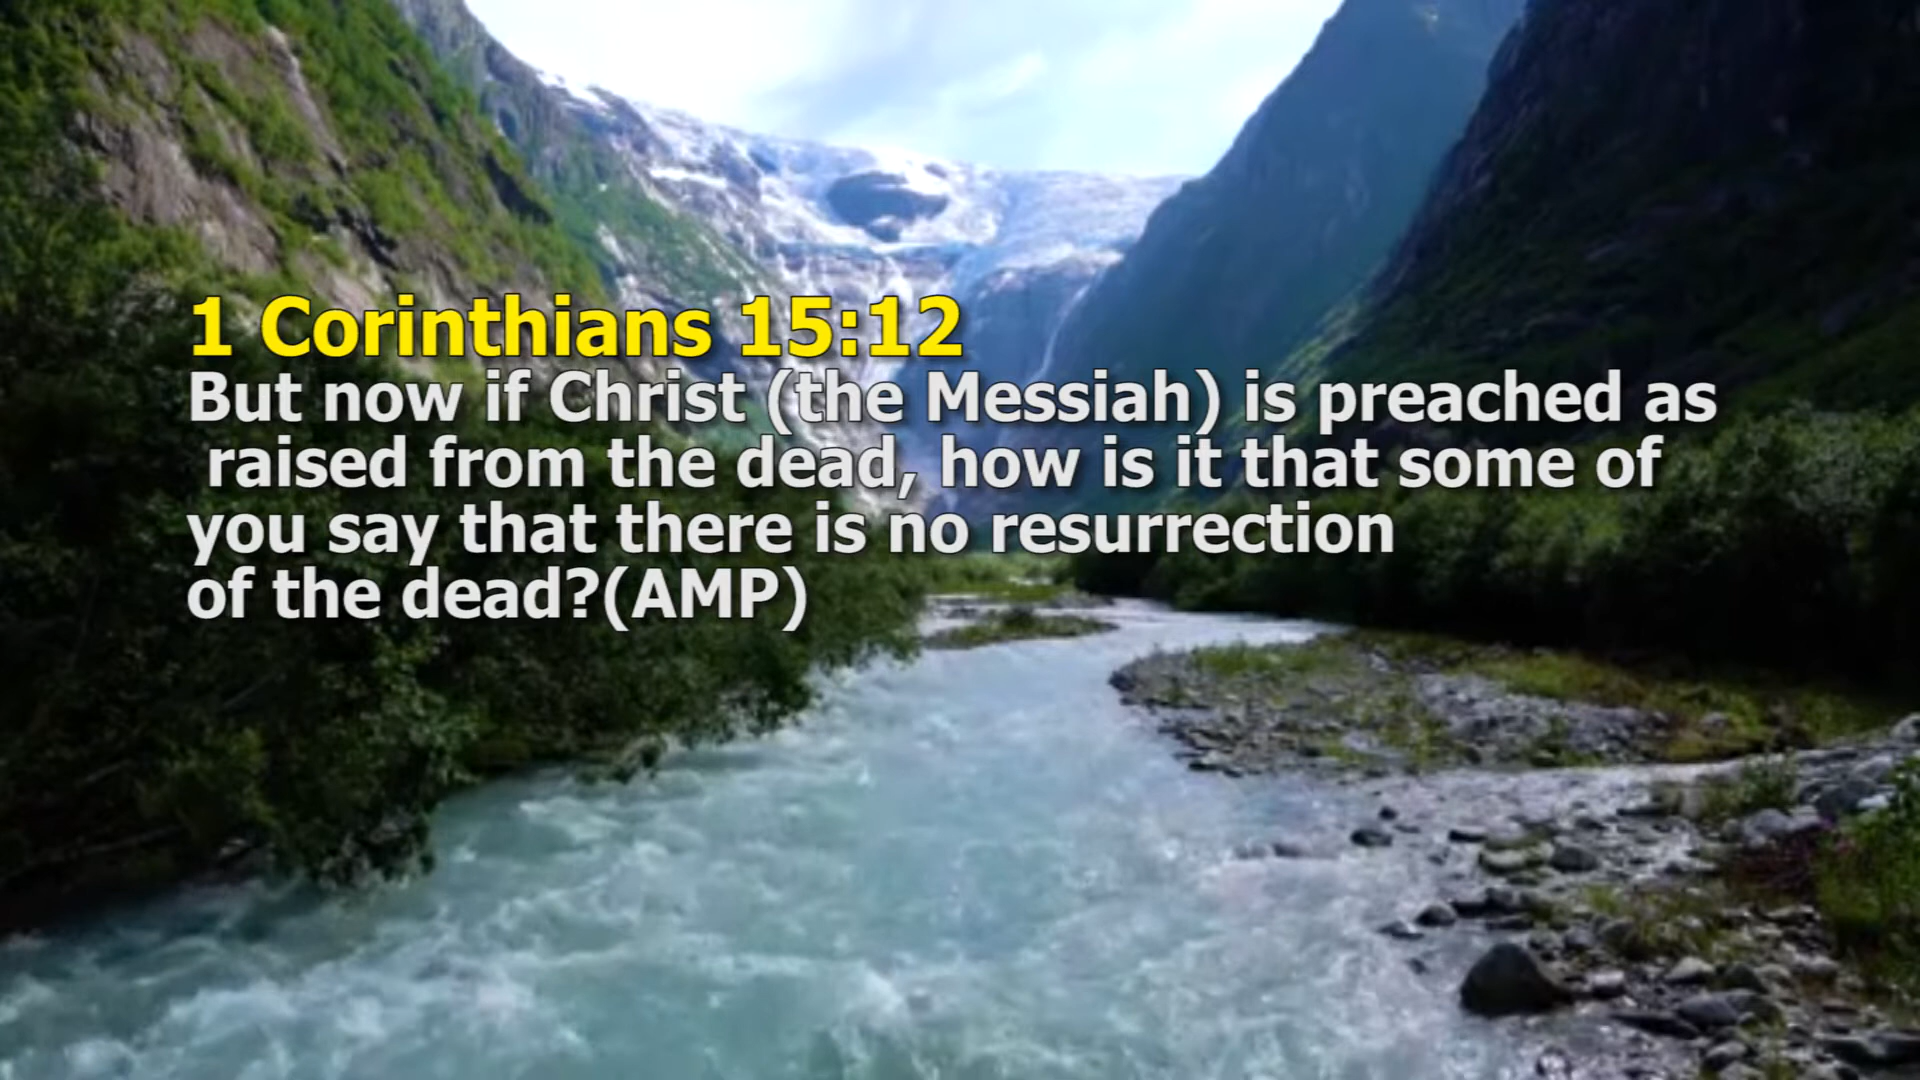 1 Corinthians 15:12
But now if Christ (the Messiah) is preached as
raised from the dead, how is it that some of
you say that there is no resurrection
of the dead?(AMP)